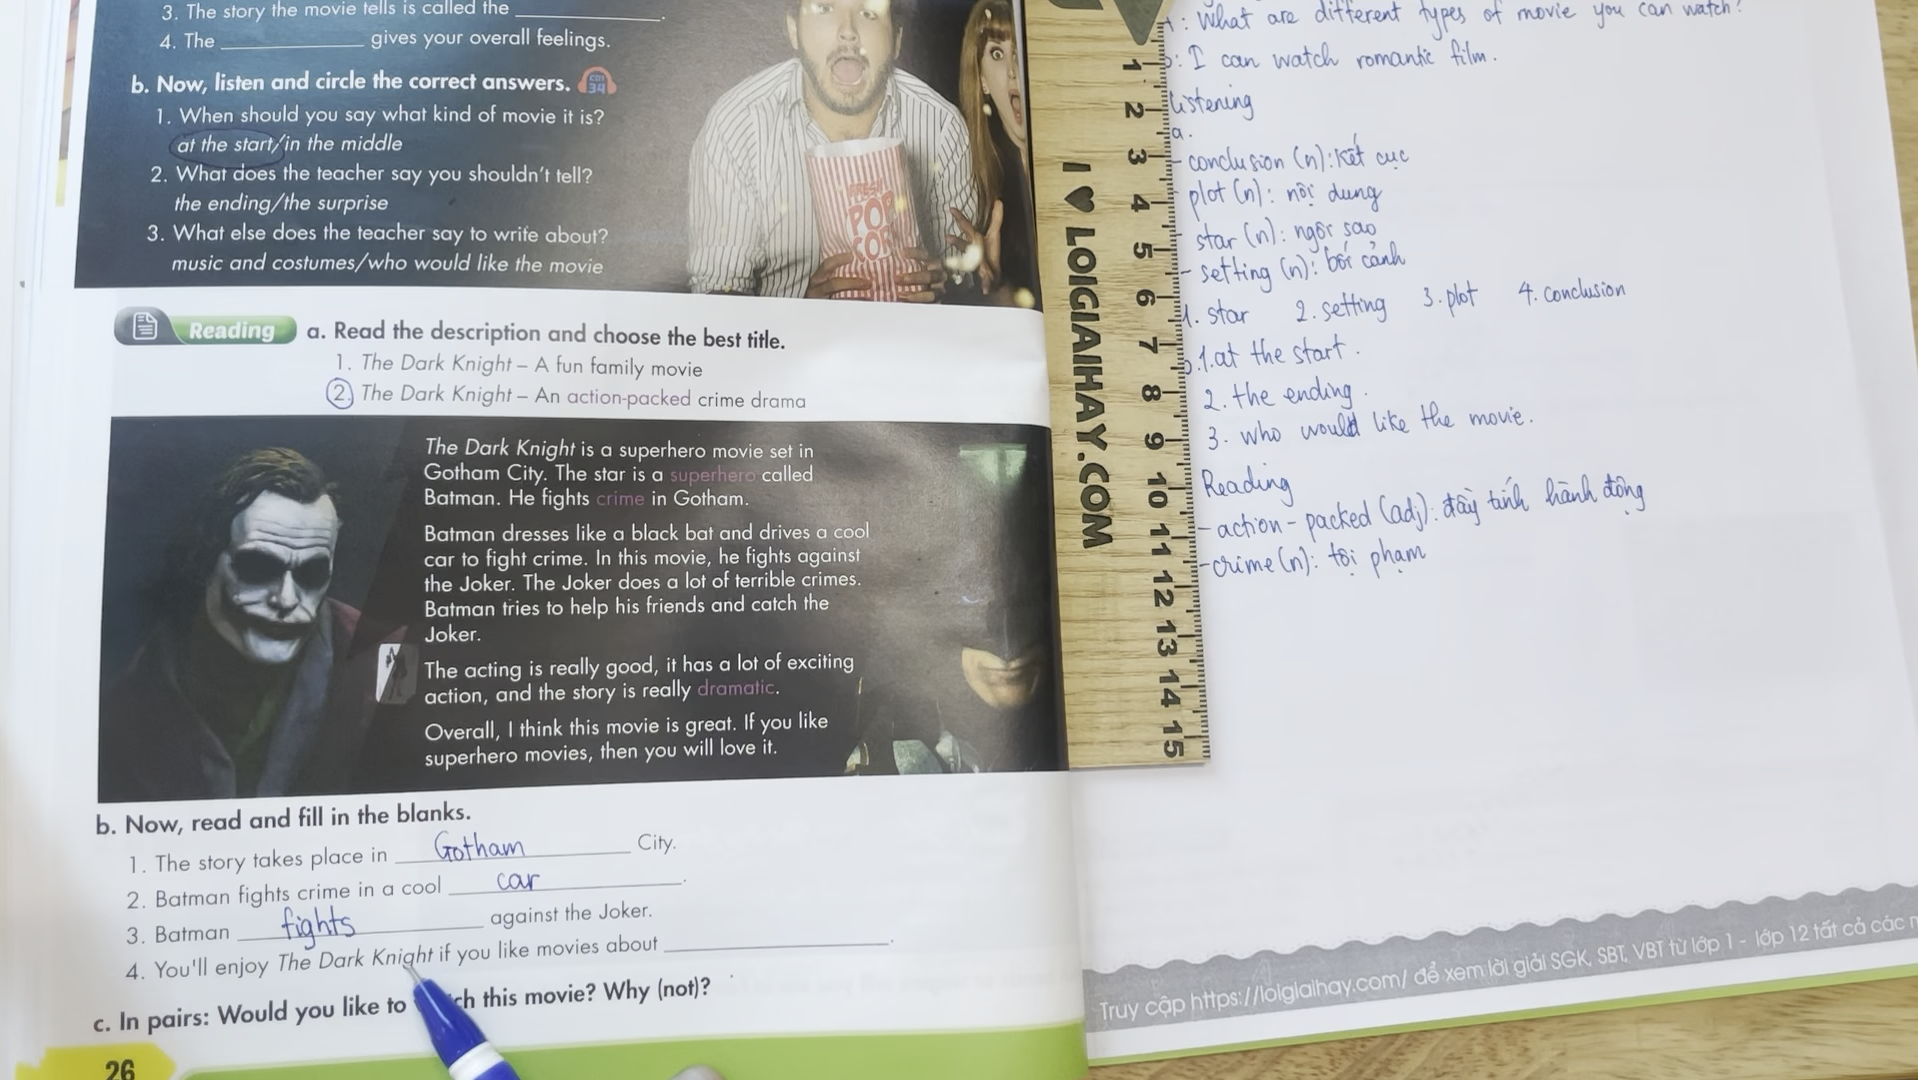 3. The story the movie tells is called the ____________.
4. The ____________ gives your overall feelings.
b. Now, listen and circle the correct answers.
CD1
34
1. When should you say what kind of movie it is?
at the start/in the middle
2. What does the teacher say you shouldn't tell?
the ending/the surprise
3. What else does the teacher say to write about?
music and costumes/who would like the movie
FRESH
POP
CORN
Reading
a. Read the description and choose the best title.
1. The Dark Knight – A fun family movie
2. The Dark Knight – An action-packed crime drama
The Dark Knight is a superhero movie set in
Gotham City. The star is a superhero called
Batman. He fights crime in Gotham.
Batman dresses like a black bat and drives a cool
car to fight crime. In this movie, he fights against
the Joker. The Joker does a lot of terrible crimes.
Batman tries to help his friends and catch the
Joker.
The acting is really good, it has a lot of exciting
action, and the story is really dramatic.
Overall, I think this movie is great. If you like
superhero movies, then you will love it.
b. Now, read and fill in the blanks.
1. The story takes place in Gotham City.
2. Batman fights crime in a cool car.
3. Batman fights against the Joker.
4. You'll enjoy The Dark Knight if you like movies about ____________.
c. In pairs: Would you like to ch this movie? Why (not)?
26
I ♥ LOIGIAIHAY.COM
1 2 3 4 5 6 7 8 9 10 11 12 13 14 15
: What are different types of movie you can watch?
: I can watch romantic film.
Listening
a.
- conclusion (n): kết cục
- plot (n): nội dung
- star (n): ngôi sao
- setting (n): bối cảnh
1. star 2. setting 3. plot 4. conclusion
b. 1. at the start.
2. the ending.
3. who would like the movie.
Reading
- action - packed (adj): đầy tính hành động
- crime (n): tội phạm
Truy cập https://loigiaihay.com/ để xem lời giải SGK, SBT, VBT từ lớp 1 - lớp 12 tất cả các